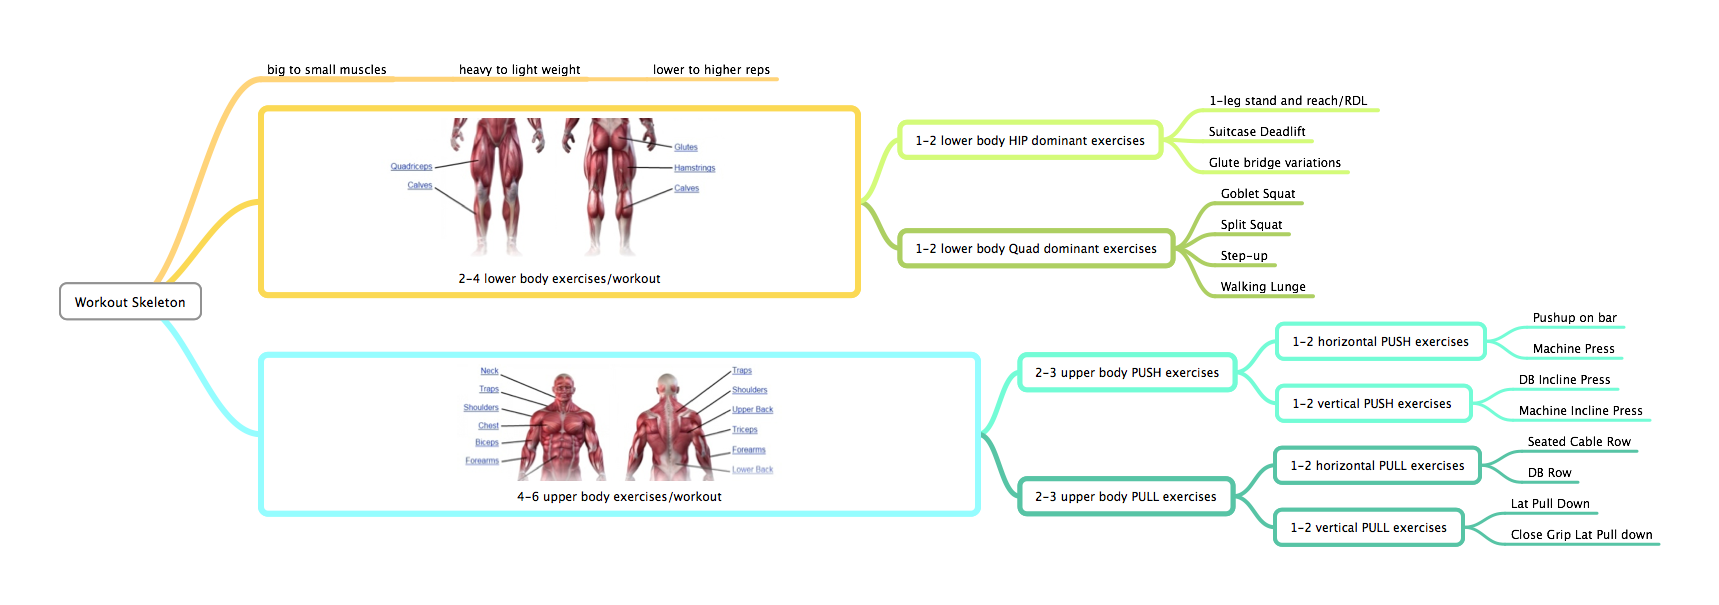 big to small muscles
heavy to light weight
lower to higher reps
Workout Skeleton
Quadriceps
Calves
Glutes
Hamstrings
Calves
2-4 lower body exercises/workout
1-2 lower body HIP dominant exercises
1-leg stand and reach/RDL
Suitcase Deadlift
Glute bridge variations
1-2 lower body Quad dominant exercises
Goblet Squat
Split Squat
Step-up
Walking Lunge
Neck
Traps
Shoulders
Chest
Biceps
Forearms
Traps
Shoulders
Upper Back
Triceps
Forearms
Lower Back
4-6 upper body exercises/workout
2-3 upper body PUSH exercises
1-2 horizontal PUSH exercises
Pushup on bar
Machine Press
1-2 vertical PUSH exercises
DB Incline Press
Machine Incline Press
2-3 upper body PULL exercises
1-2 horizontal PULL exercises
Seated Cable Row
DB Row
1-2 vertical PULL exercises
Lat Pull Down
Close Grip Lat Pull down